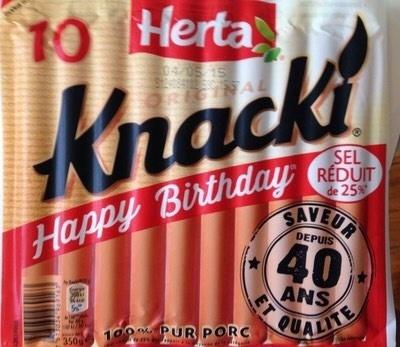 10
Herta
04/05/15
ORIGINAL
KnacKi®
Happy Birthday
SEL
RÉDUIT
de 25%*
SAVEUR
DEPUIS
40
ANS
ET QUALITÉ
100% PUR PORC
350g